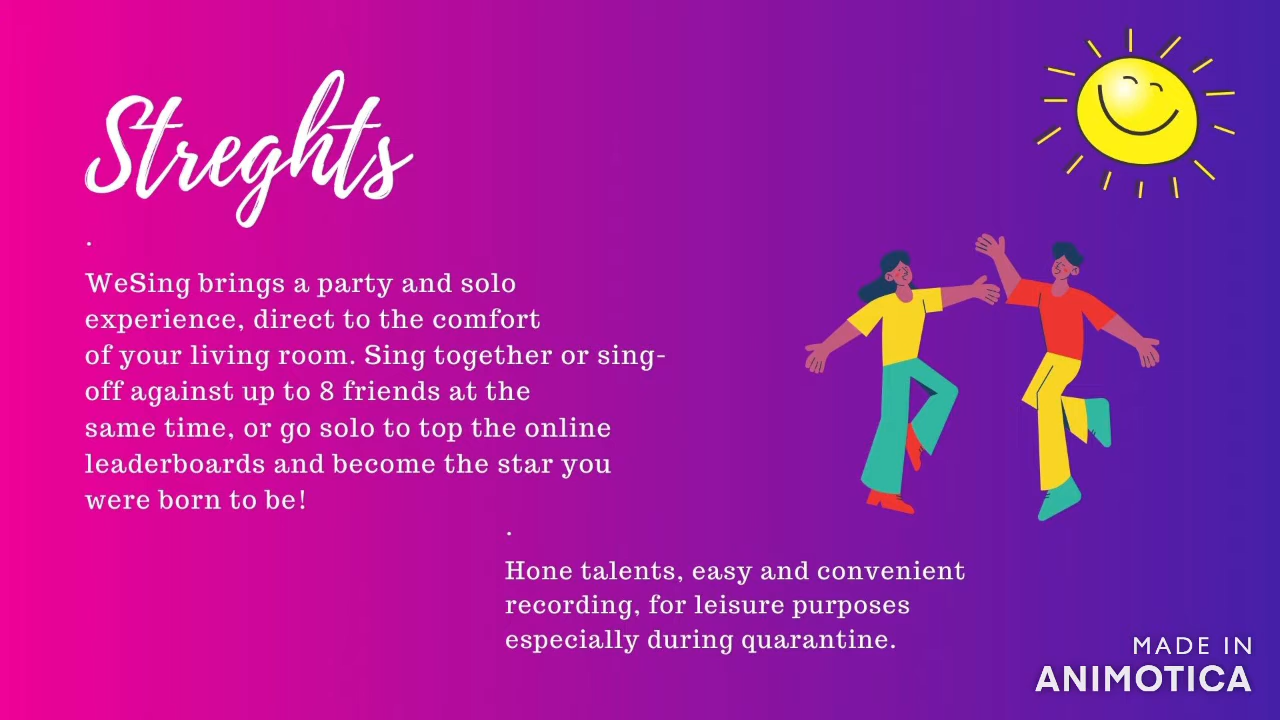 Streghts
.
WeSing brings a party and solo
experience, direct to the comfort
of your living room. Sing together or sing-
off against up to 8 friends at the
same time, or go solo to top the online
leaderboards and become the star you
were born to be!
.
Hone talents, easy and convenient
recording, for leisure purposes
especially during quarantine.
MADE IN
ANIMOTICA